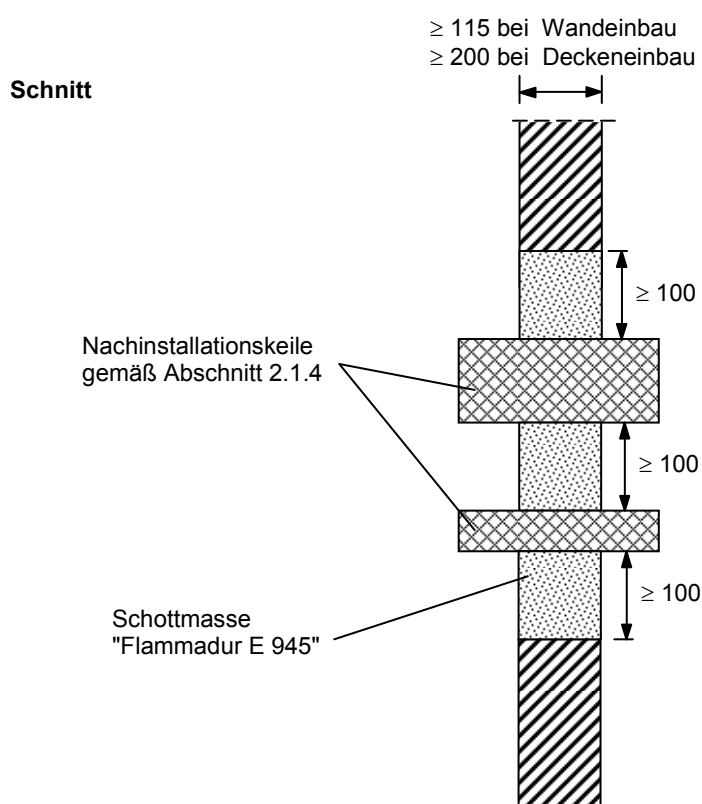 ≥ 115 bei Wandeinbau
≥ 200 bei Deckeneinbau
Schnitt
≥ 100
Nachinstallationskeile
gemäß Abschnitt 2.1.4
≥ 100
≥ 100
Schottmasse
"Flammadur E 945"